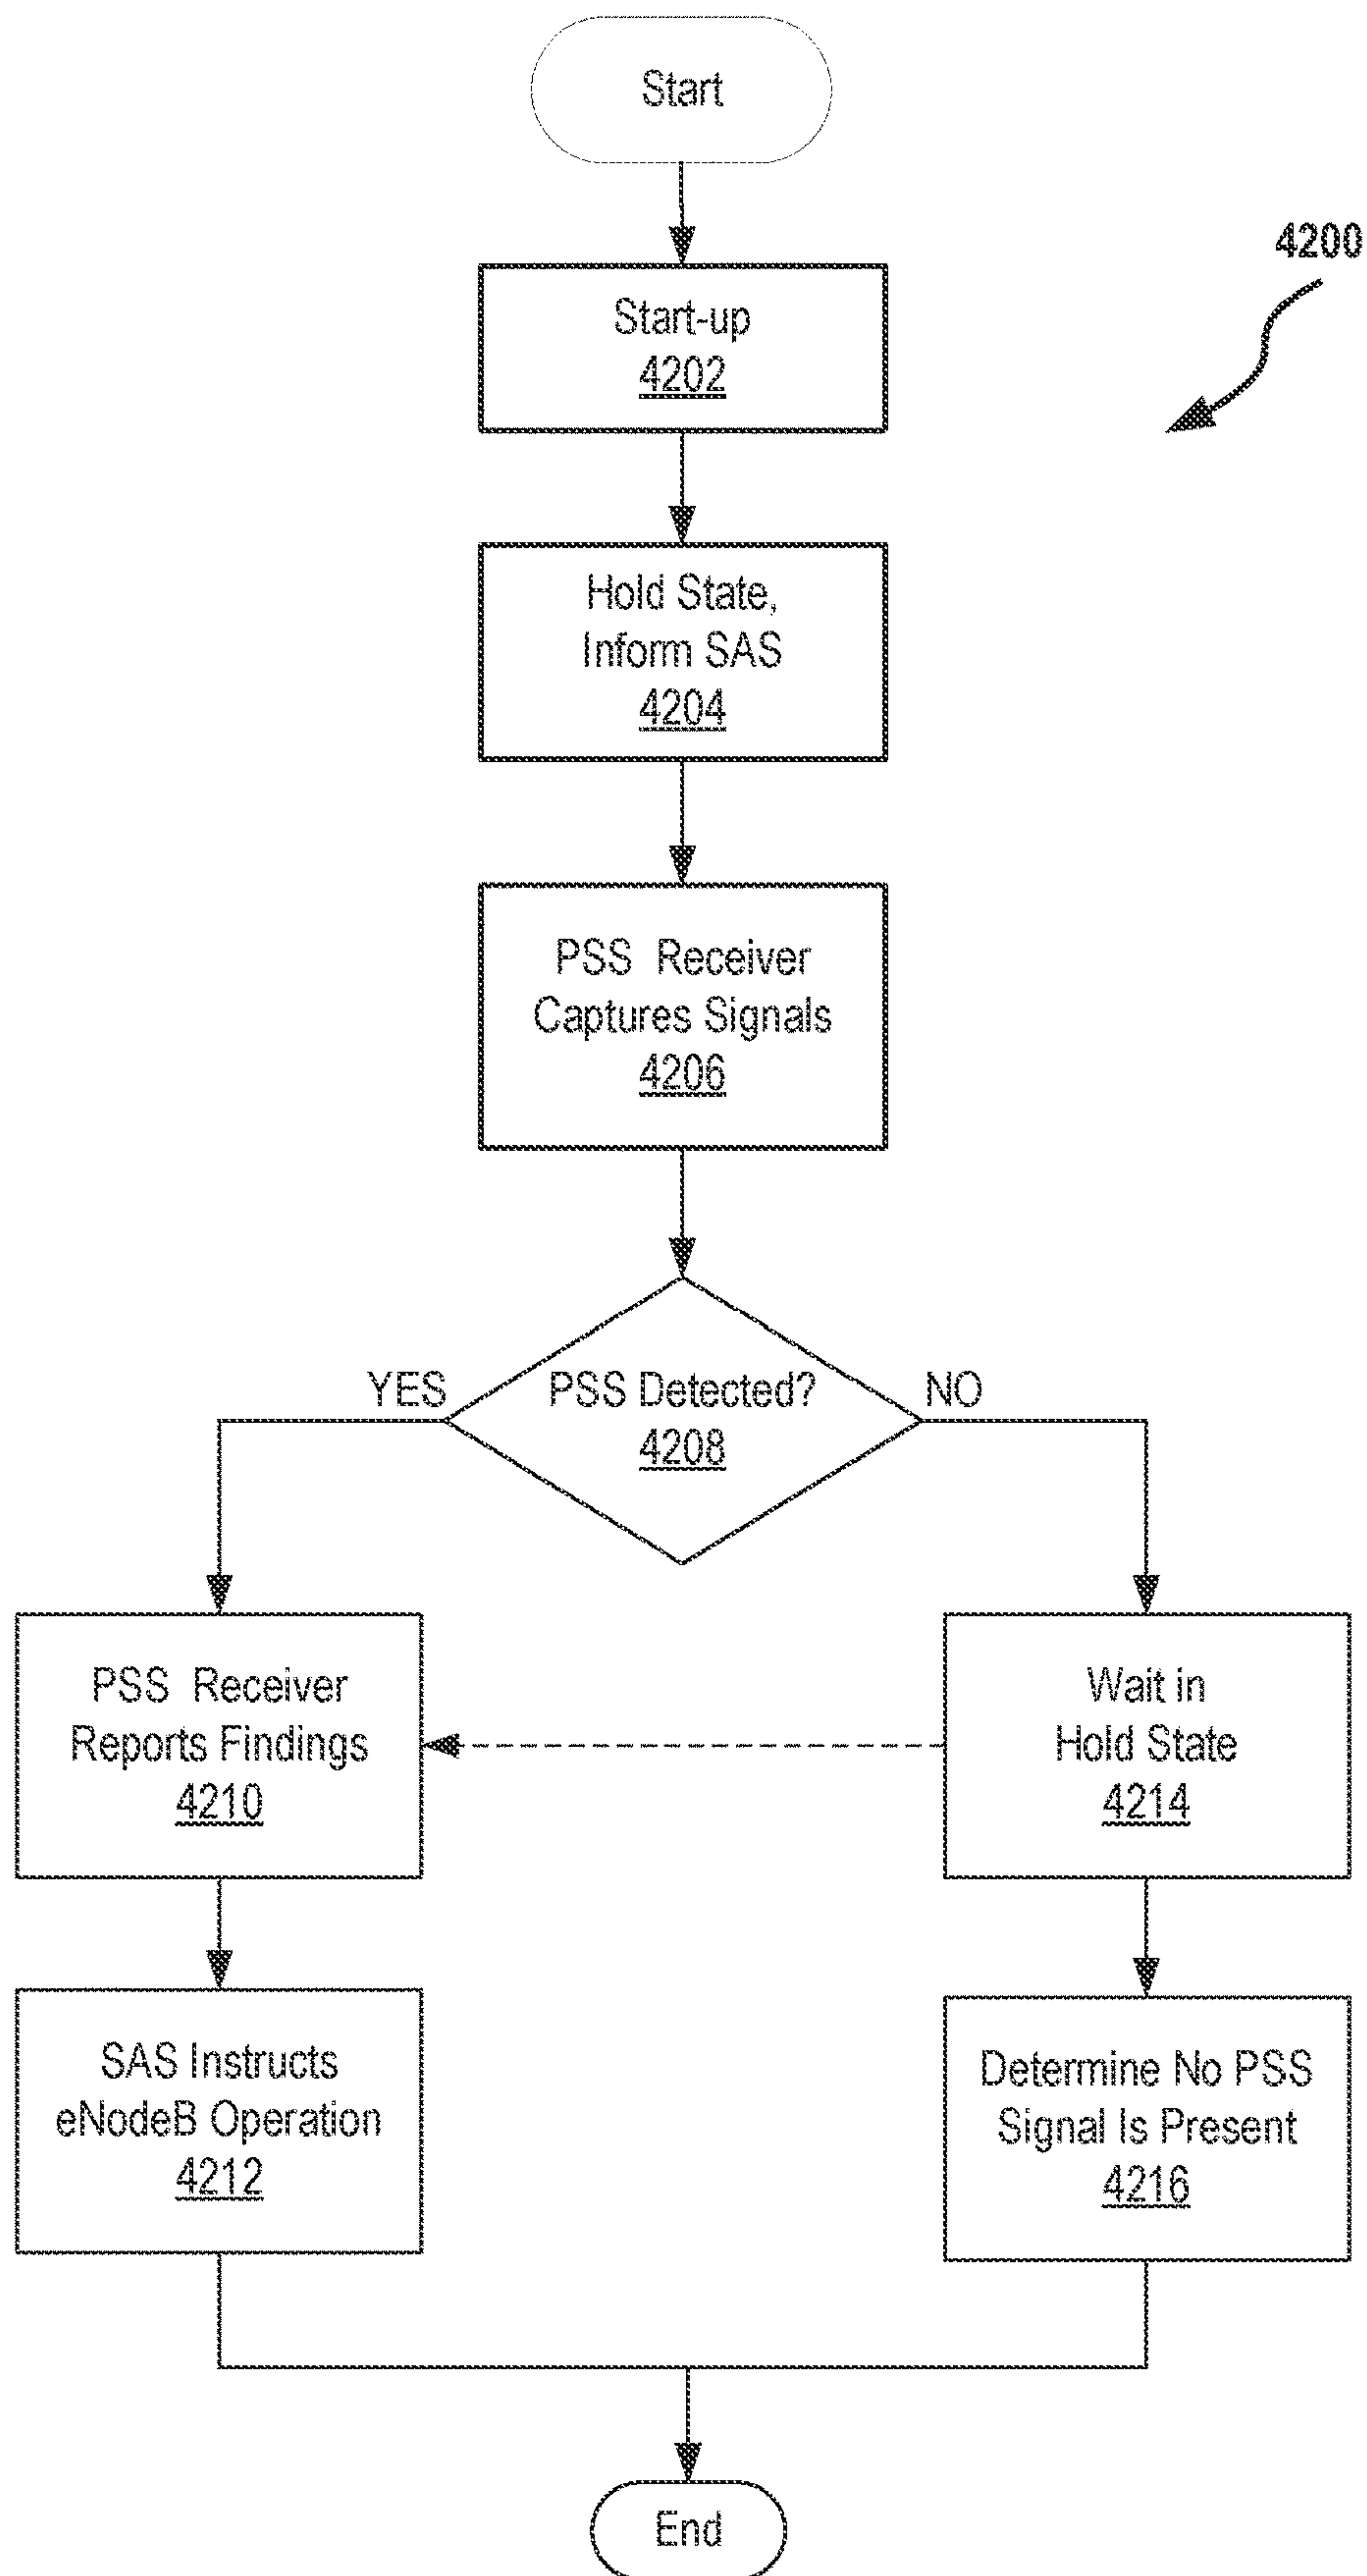 Start
4200
Start-up
4202
Hold State,
Inform SAS
4204
PSS Receiver
Captures Signals
4206
YES
PSS Detected?
4208
NO
PSS Receiver
Reports Findings
4210
Wait in
Hold State
4214
SAS Instructs
eNodeB Operation
4212
Determine No PSS
Signal Is Present
4216
End